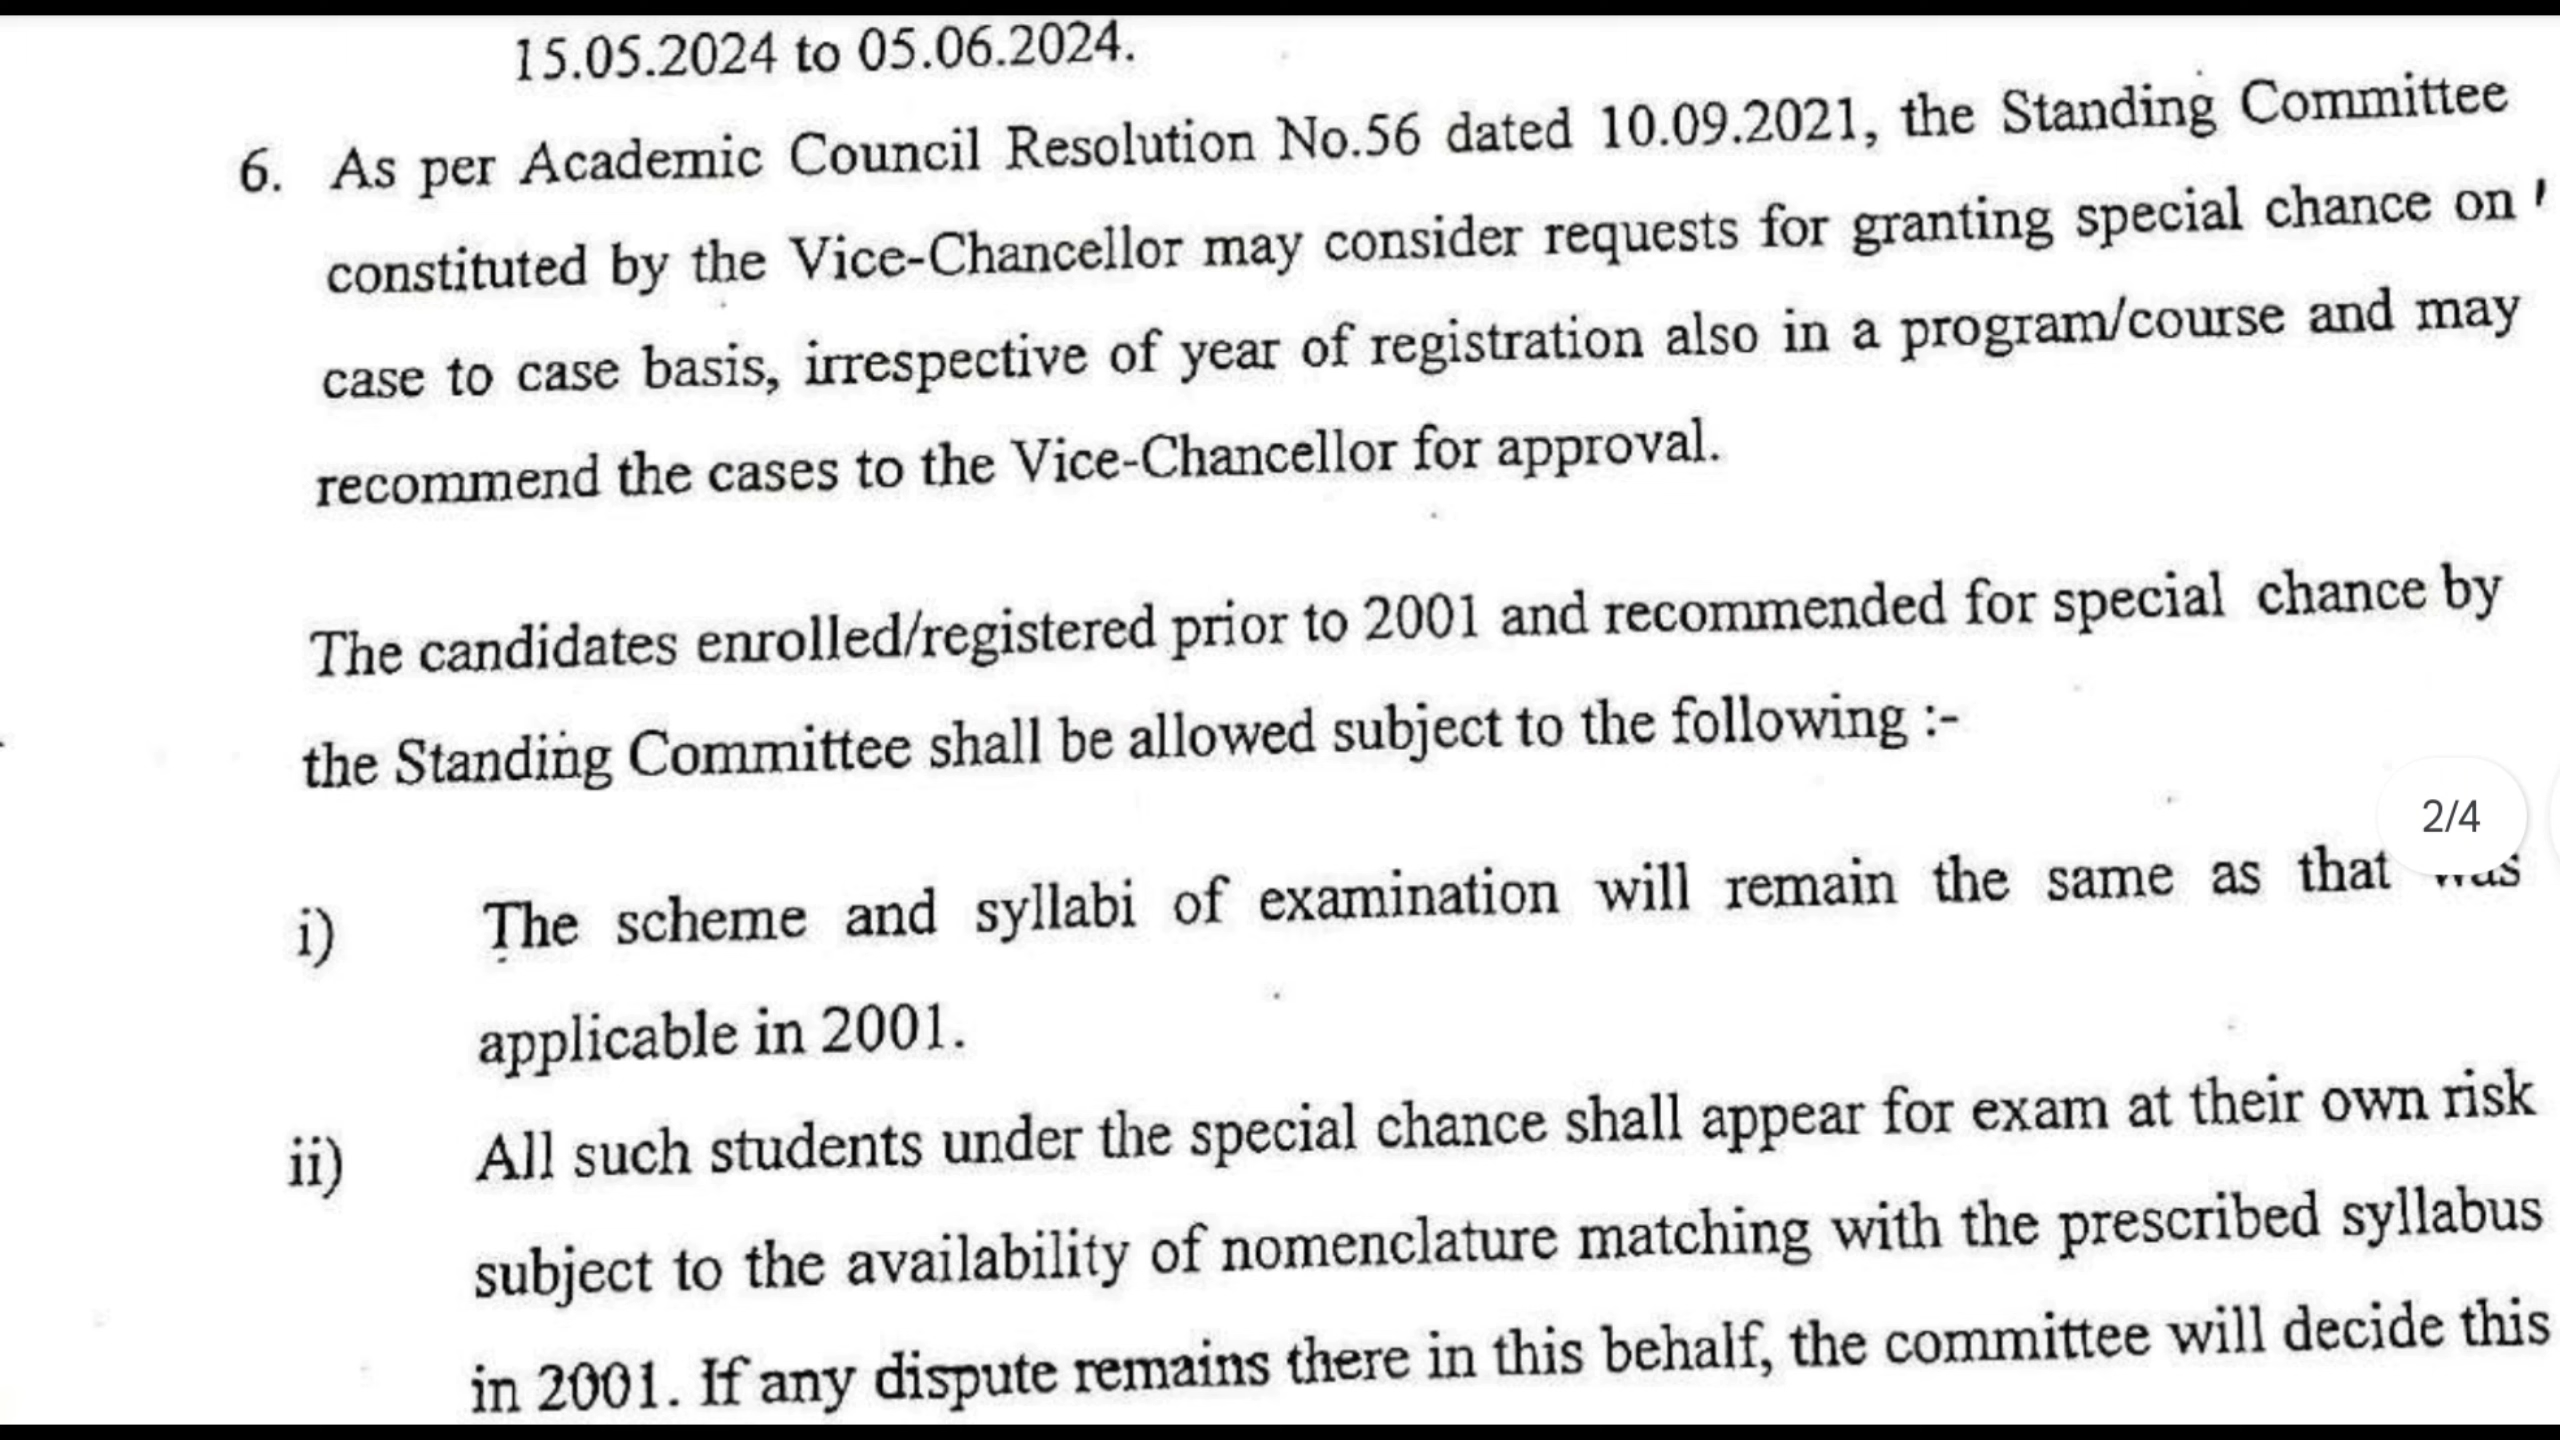 15.05.2024 to 05.06.2024.
6. As per Academic Council Resolution No.56 dated 10.09.2021, the Standing Committee
constituted by the Vice-Chancellor may consider requests for granting special chance on
case to case basis, irrespective of year of registration also in a program/course and may
recommend the cases to the Vice-Chancellor for approval.
The candidates enrolled/registered prior to 2001 and recommended for special chance by
the Standing Committee shall be allowed subject to the following :-
2/4
i) The scheme and syllabi of examination will remain the same as that was
applicable in 2001.
ii) All such students under the special chance shall appear for exam at their own risk
subject to the availability of nomenclature matching with the prescribed syllabus
in 2001. If any dispute remains there in this behalf, the committee will decide this